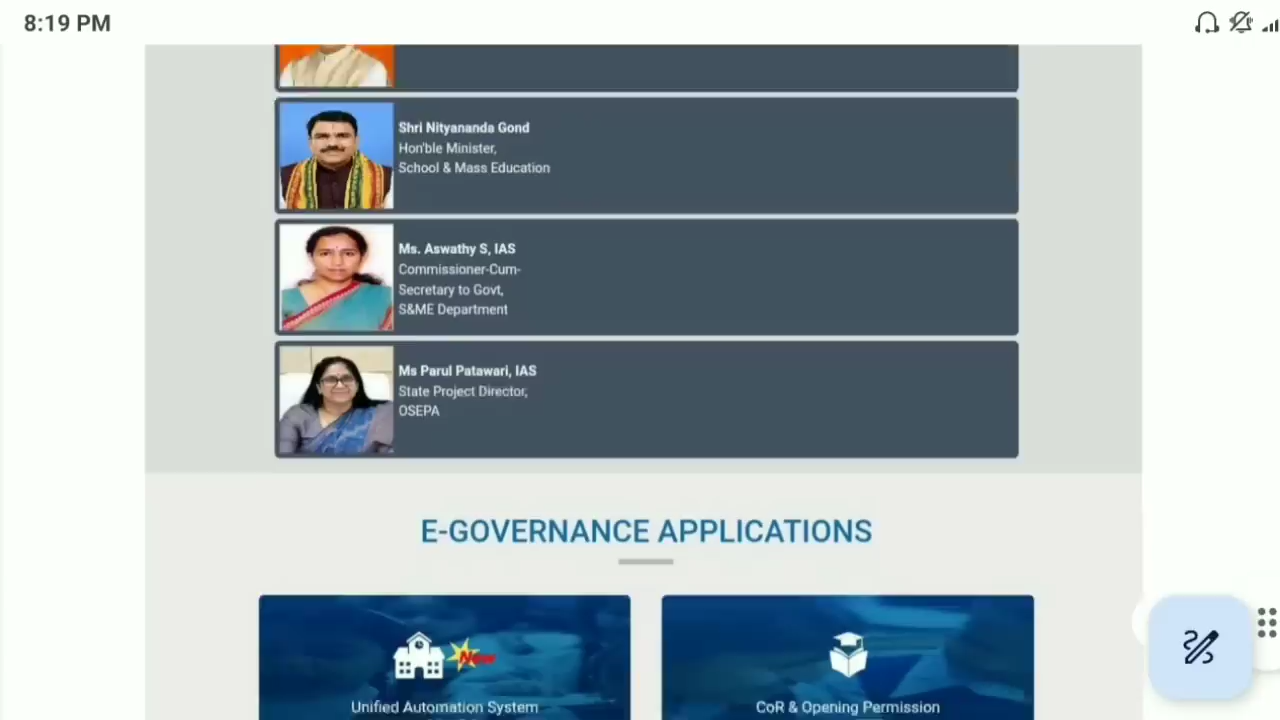 8:19 PM
Shri Nityananda Gond
Hon'ble Minister,
School & Mass Education
Ms. Aswathy S, IAS
Commissioner-Cum-
Secretary to Govt,
S&ME Department
Ms Parul Patawari, IAS
State Project Director,
OSEPA
E-GOVERNANCE APPLICATIONS
New
Unified Automation System
CoR & Opening Permission